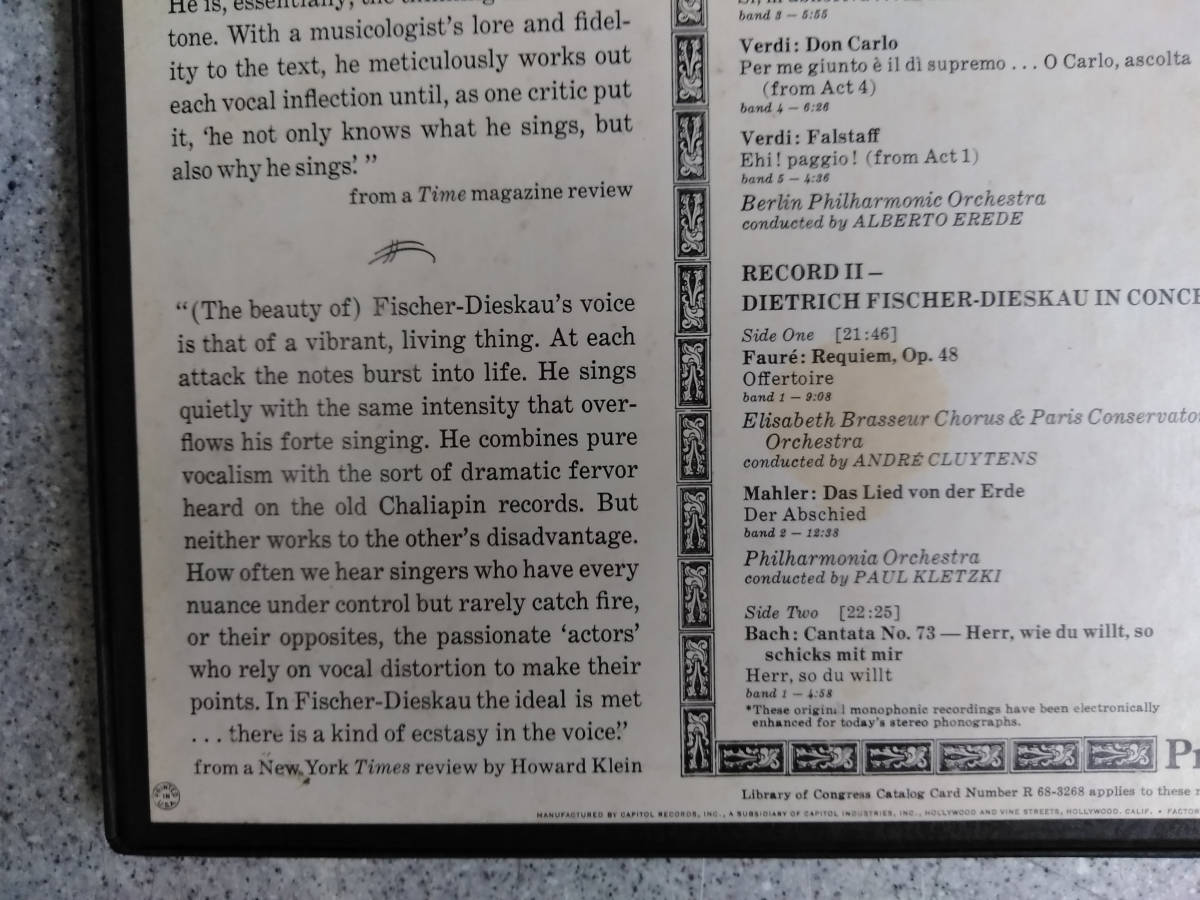 He is, essentially, the
tone. With a musicologist's lore and fidel-
ity to the text, he meticulously works out
each vocal inflection until, as one critic put
it, 'he not only knows what he sings, but
also why he sings.' "
from a Time magazine review
"(The beauty of) Fischer-Dieskau's voice
is that of a vibrant, living thing. At each
attack the notes burst into life. He sings
quietly with the same intensity that over-
flows his forte singing. He combines pure
vocalism with the sort of dramatic fervor
heard on the old Chaliapin records. But
neither works to the other's disadvantage.
How often we hear singers who have every
nuance under control but rarely catch fire,
or their opposites, the passionate 'actors'
who rely on vocal distortion to make their
points. In Fischer-Dieskau the ideal is met
. . . there is a kind of ecstasy in the voice."
from a New York Times review by Howard Klein
PRINTED IN U.S.A.
band 3 — 5:55
Verdi: Don Carlo
Per me giunto è il dì supremo . . . O Carlo, ascolta
(from Act 4)
band 4 — 6:26
Verdi: Falstaff
Ehi! paggio! (from Act 1)
band 5 — 4:36
Berlin Philharmonic Orchestra
conducted by ALBERTO EREDE
RECORD II —
DIETRICH FISCHER-DIESKAU IN CONCE
Side One [21:46]
Fauré: Requiem, Op. 48
Offertoire
band 1 — 9:08
Elisabeth Brasseur Chorus & Paris Conservato
Orchestra
conducted by ANDRÉ CLUYTENS
Mahler: Das Lied von der Erde
Der Abschied
band 2 — 12:38
Philharmonia Orchestra
conducted by PAUL KLETZKI
Side Two [22:25]
Bach: Cantata No. 73 — Herr, wie du willt, so
schicks mit mir
Herr, so du willt
band 1 — 4:58
*These origin l monophonic recordings have been electronically
enhanced for today's stereo phonographs.
Pr
Library of Congress Catalog Card Number R 68-3268 applies to these r
MANUFACTURED BY CAPITOL RECORDS, INC., A SUBSIDIARY OF CAPITOL INDUSTRIES, INC., HOLLYWOOD AND VINE STREETS, HOLLYWOOD, CALIF. • FACTOR